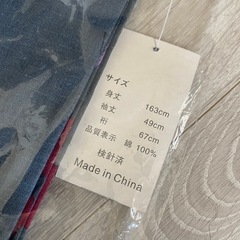 サイズ
身丈 163cm
袖丈 49cm
裄 67cm
品質表示 綿 100%
検針済
Made in China